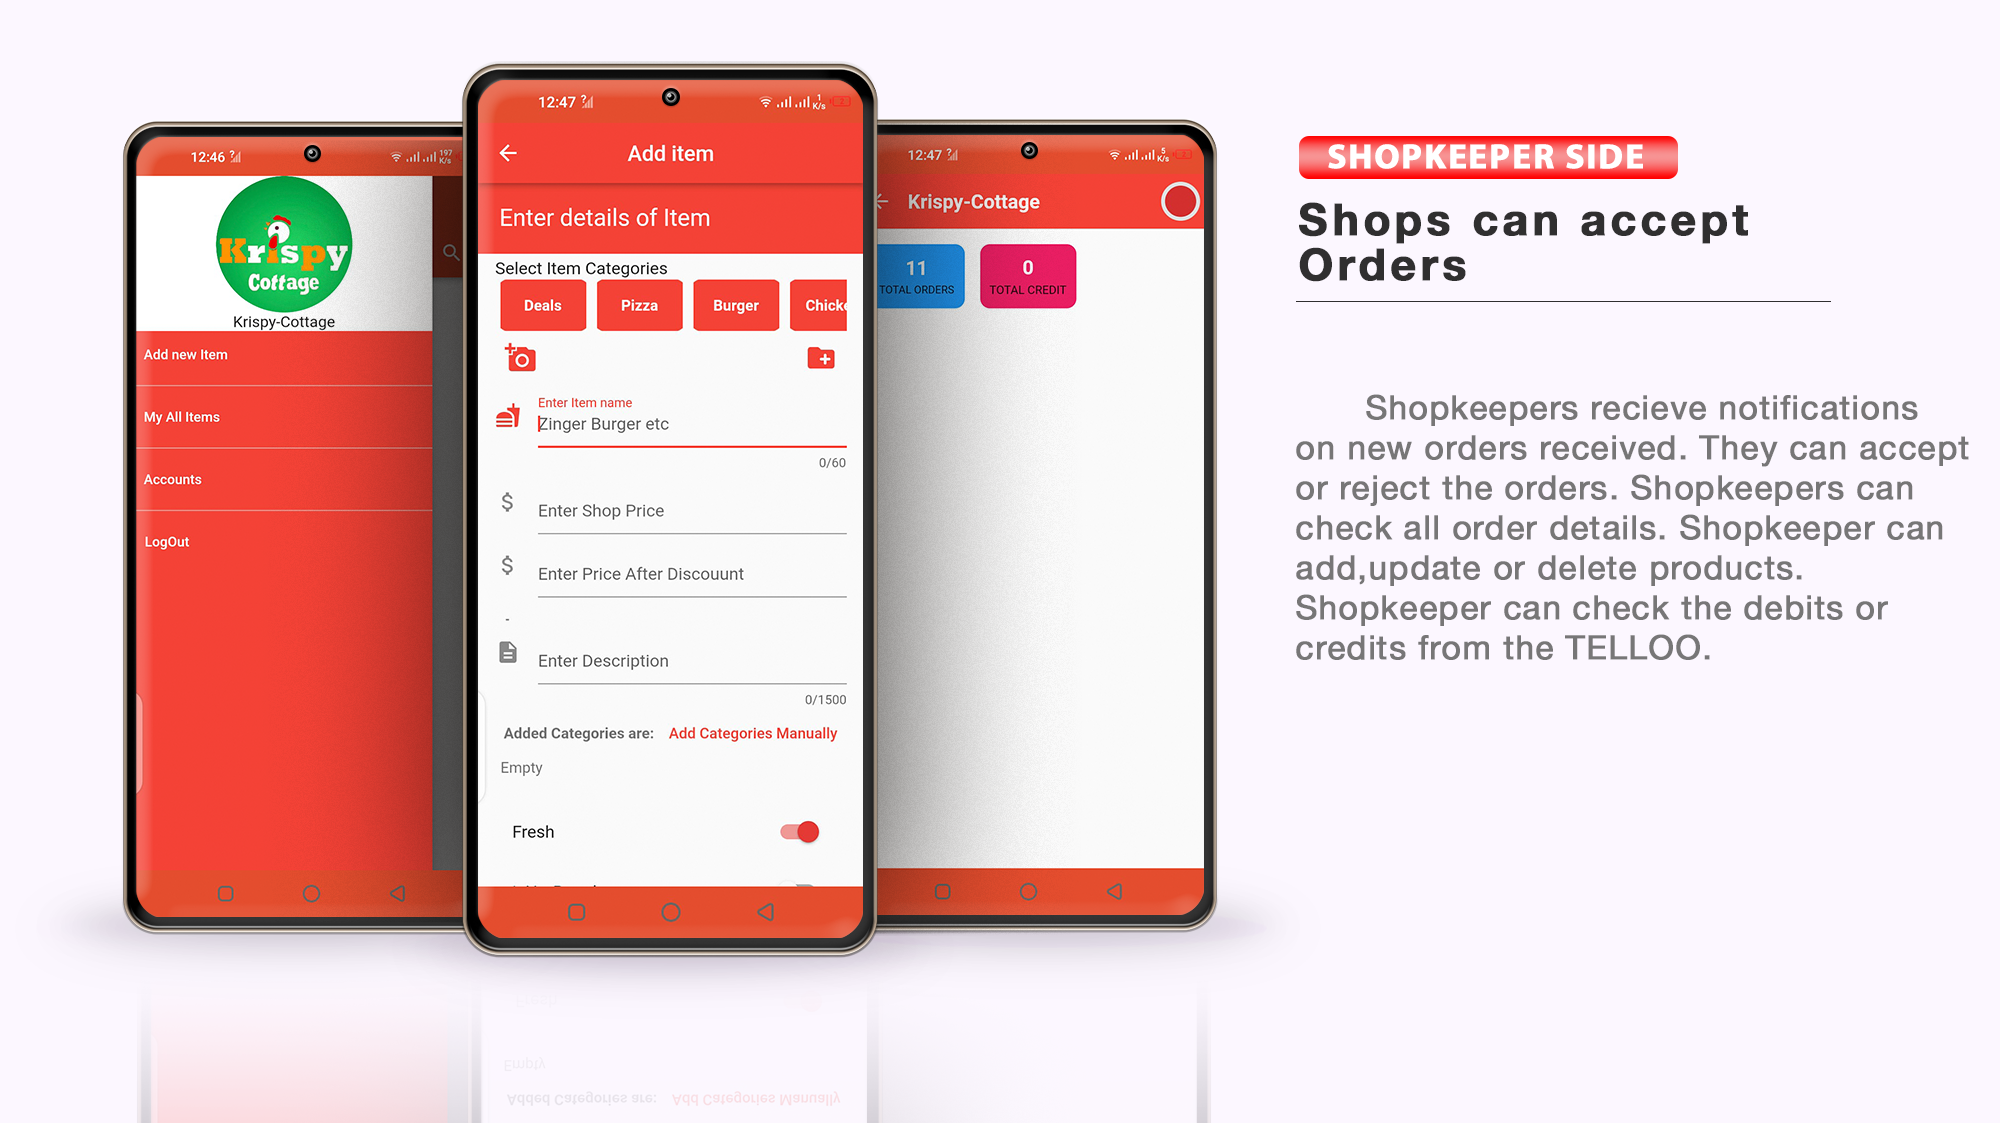 12:46
197
K/s
Krispy
Cottage
Krispy-Cottage
Add new Item
My All Items
Accounts
LogOut
12:47
1
K/s
Add item
Enter details of Item
Select Item Categories
Deals Pizza Burger Chicke
Enter Item name
Zinger Burger etc
0/60
$ Enter Shop Price
$ Enter Price After Discouunt
-
Enter Description
0/1500
Added Categories are: Add Categories Manually
Empty
Fresh
12:47
5
K/s
Krispy-Cottage
11 0
TOTAL ORDERS TOTAL CREDIT
SHOPKEEPER SIDE
Shops can accept
Orders
Shopkeepers recieve notifications
on new orders received. They can accept
or reject the orders. Shopkeepers can
check all order details. Shopkeeper can
add,update or delete products.
Shopkeeper can check the debits or
credits from the TELLOO.